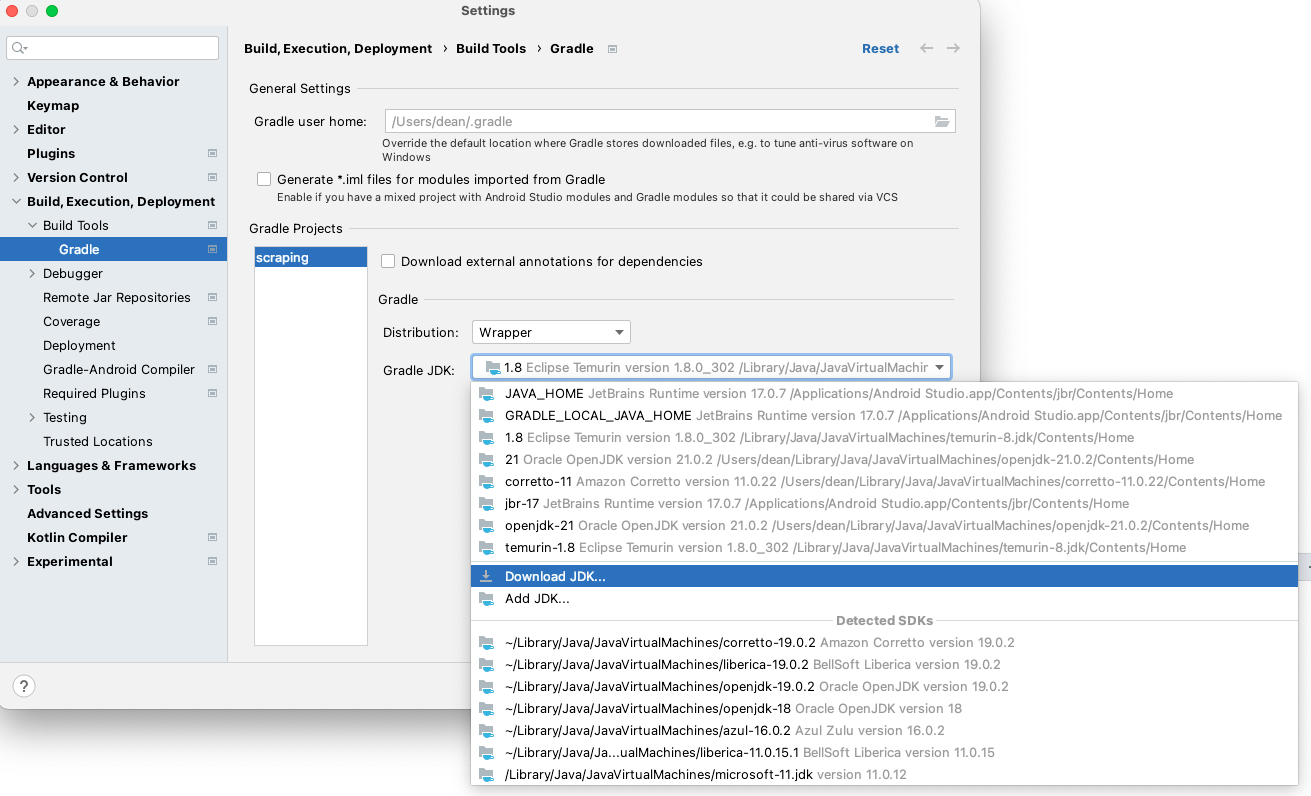 Settings
Appearance & Behavior
Keymap
Editor
Plugins
Version Control
Build, Execution, Deployment
Build Tools
Gradle
Debugger
Remote Jar Repositories
Coverage
Deployment
Gradle-Android Compiler
Required Plugins
Testing
Trusted Locations
Languages & Frameworks
Tools
Advanced Settings
Kotlin Compiler
Experimental
?
Build, Execution, Deployment › Build Tools › Gradle
Reset
General Settings
Gradle user home: /Users/dean/.gradle
Override the default location where Gradle stores downloaded files, e.g. to tune anti-virus software on
Windows
Generate *.iml files for modules imported from Gradle
Enable if you have a mixed project with Android Studio modules and Gradle modules so that it could be shared via VCS
Gradle Projects
scraping
Download external annotations for dependencies
Gradle
Distribution: Wrapper
Gradle JDK: 1.8 Eclipse Temurin version 1.8.0_302 /Library/Java/JavaVirtualMachir
JAVA_HOME JetBrains Runtime version 17.0.7 /Applications/Android Studio.app/Contents/jbr/Contents/Home
GRADLE_LOCAL_JAVA_HOME JetBrains Runtime version 17.0.7 /Applications/Android Studio.app/Contents/jbr/Contents/Home
1.8 Eclipse Temurin version 1.8.0_302 /Library/Java/JavaVirtualMachines/temurin-8.jdk/Contents/Home
21 Oracle OpenJDK version 21.0.2 /Users/dean/Library/Java/JavaVirtualMachines/openjdk-21.0.2/Contents/Home
corretto-11 Amazon Corretto version 11.0.22 /Users/dean/Library/Java/JavaVirtualMachines/corretto-11.0.22/Contents/Home
jbr-17 JetBrains Runtime version 17.0.7 /Applications/Android Studio.app/Contents/jbr/Contents/Home
openjdk-21 Oracle OpenJDK version 21.0.2 /Users/dean/Library/Java/JavaVirtualMachines/openjdk-21.0.2/Contents/Home
temurin-1.8 Eclipse Temurin version 1.8.0_302 /Library/Java/JavaVirtualMachines/temurin-8.jdk/Contents/Home
Download JDK...
Add JDK...
Detected SDKs
~/Library/Java/JavaVirtualMachines/corretto-19.0.2 Amazon Corretto version 19.0.2
~/Library/Java/JavaVirtualMachines/liberica-19.0.2 BellSoft Liberica version 19.0.2
~/Library/Java/JavaVirtualMachines/openjdk-19.0.2 Oracle OpenJDK version 19.0.2
~/Library/Java/JavaVirtualMachines/openjdk-18 Oracle OpenJDK version 18
~/Library/Java/JavaVirtualMachines/azul-16.0.2 Azul Zulu version 16.0.2
~/Library/Java/Ja...ualMachines/liberica-11.0.15.1 BellSoft Liberica version 11.0.15
/Library/Java/JavaVirtualMachines/microsoft-11.jdk version 11.0.12